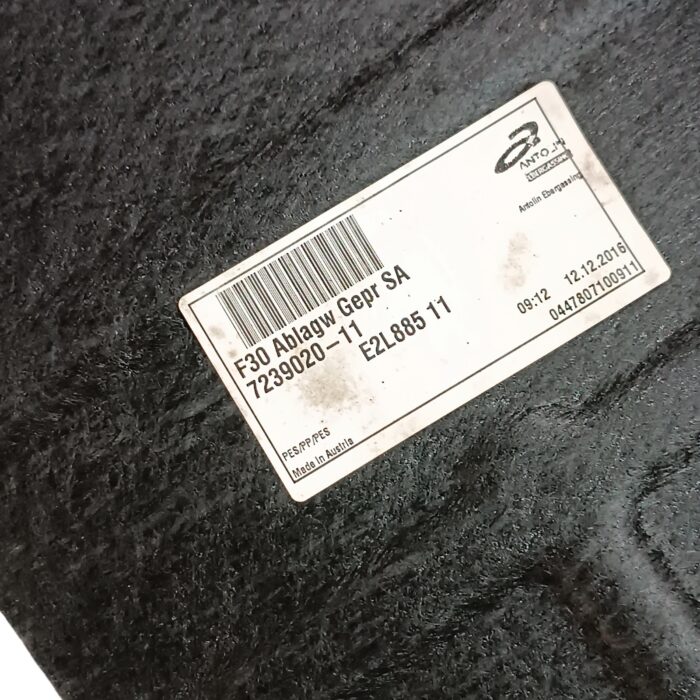 ANTOLIN
EBERGASSING
Antolin Ebergassing
F30 Ablagw Gepr SA
7239020-11
E2L885 11
09:12 12.12.2016
0447807100911
PES/PP/PES
Made in Austria